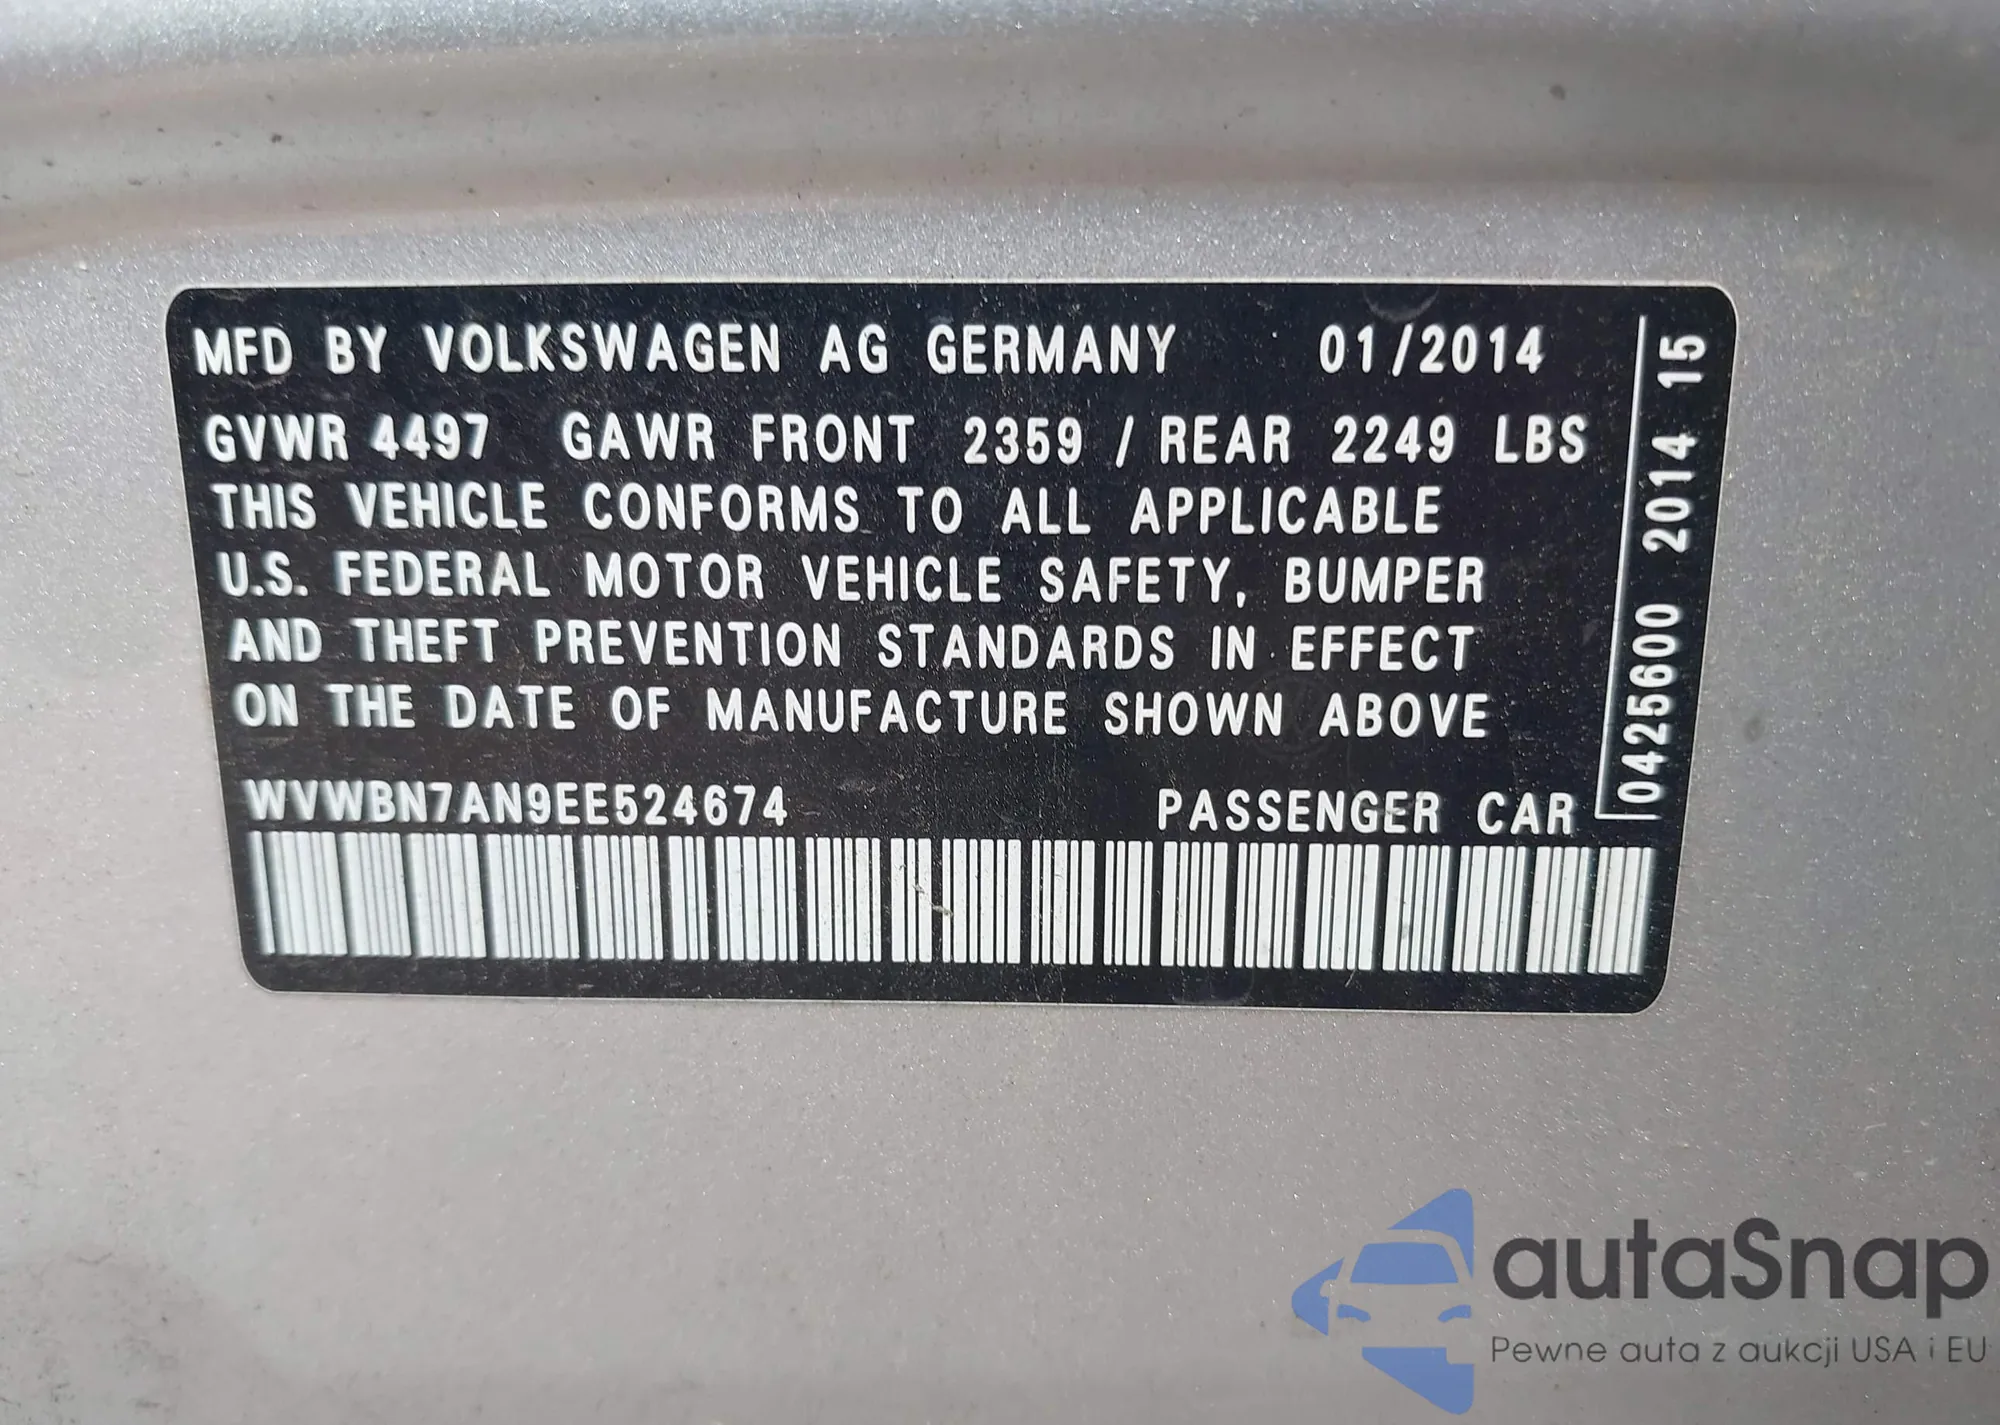 MFD BY VOLKSWAGEN AG GERMANY 01/2014
GVWR 4497 GAWR FRONT 2359 / REAR 2249 LBS
THIS VEHICLE CONFORMS TO ALL APPLICABLE
U.S. FEDERAL MOTOR VEHICLE SAFETY, BUMPER
AND THEFT PREVENTION STANDARDS IN EFFECT
ON THE DATE OF MANUFACTURE SHOWN ABOVE
WVWBN7AN9EE524674 PASSENGER CAR
0425600 2014 15
autaSnap
Pewne auta z aukcji USA i EU